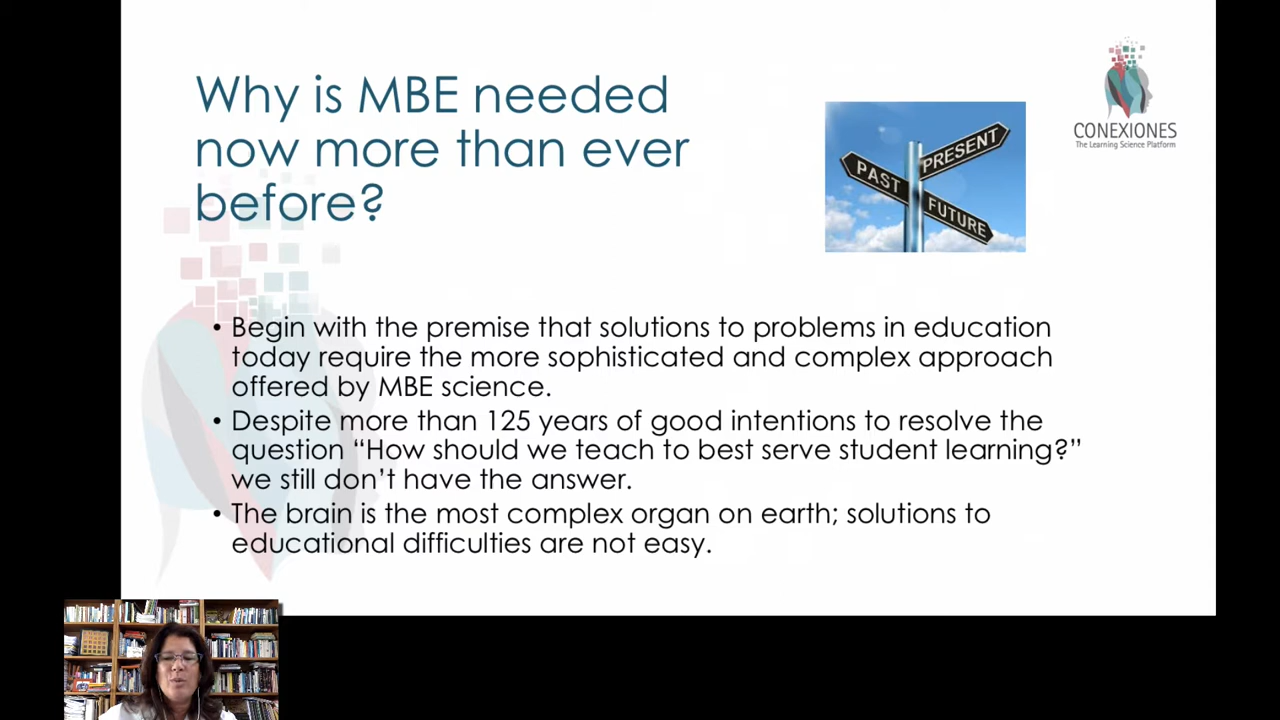 Why is MBE needed
now more than ever
before?
PRESENT
PAST
FUTURE
CONEXIONES
The Learning Science Platform
• Begin with the premise that solutions to problems in education
today require the more sophisticated and complex approach
offered by MBE science.
• Despite more than 125 years of good intentions to resolve the
question “How should we teach to best serve student learning?”
we still don’t have the answer.
• The brain is the most complex organ on earth; solutions to
educational difficulties are not easy.